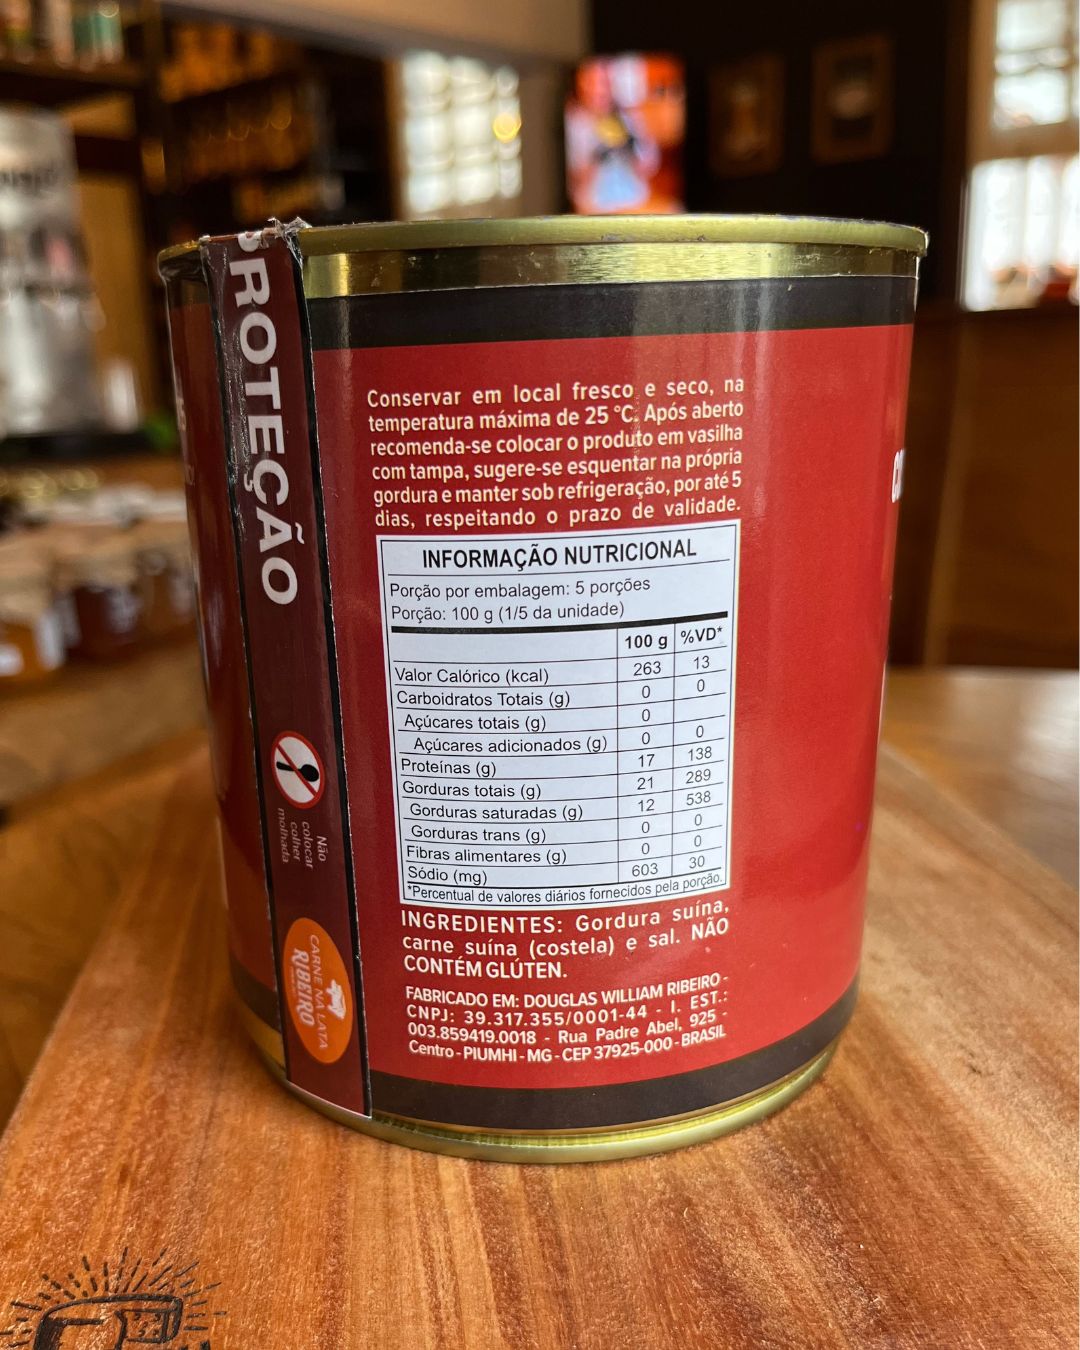 PROTEÇÃO
Não
colocar
colher
molhada
CARNE NA LATA
RIBEIRO
Conservar em local fresco e seco, na
temperatura máxima de 25 °C. Após aberto
recomenda-se colocar o produto em vasilha
com tampa, sugere-se esquentar na própria
gordura e manter sob refrigeração, por até 5
dias, respeitando o prazo de validade.
INFORMAÇÃO NUTRICIONAL
Porção por embalagem: 5 porções
Porção: 100 g (1/5 da unidade)
100 g %VD*
Valor Calórico (kcal) 263 13
Carboidratos Totais (g) 0 0
Açúcares totais (g) 0
Açúcares adicionados (g) 0 0
Proteínas (g) 17 138
Gorduras totais (g) 21 289
Gorduras saturadas (g) 12 538
Gorduras trans (g) 0 0
Fibras alimentares (g) 0 0
Sódio (mg) 603 30
*Percentual de valores diários fornecidos pela porção.
INGREDIENTES: Gordura suína,
carne suína (costela) e sal. NÃO
CONTÉM GLÚTEN.
FABRICADO EM: DOUGLAS WILLIAM RIBEIRO -
CNPJ: 39.317.355/0001-44 - I. EST.:
003.859419.0018 - Rua Padre Abel, 925 -
Centro - PIUMHI - MG - CEP 37925-000 - BRASIL